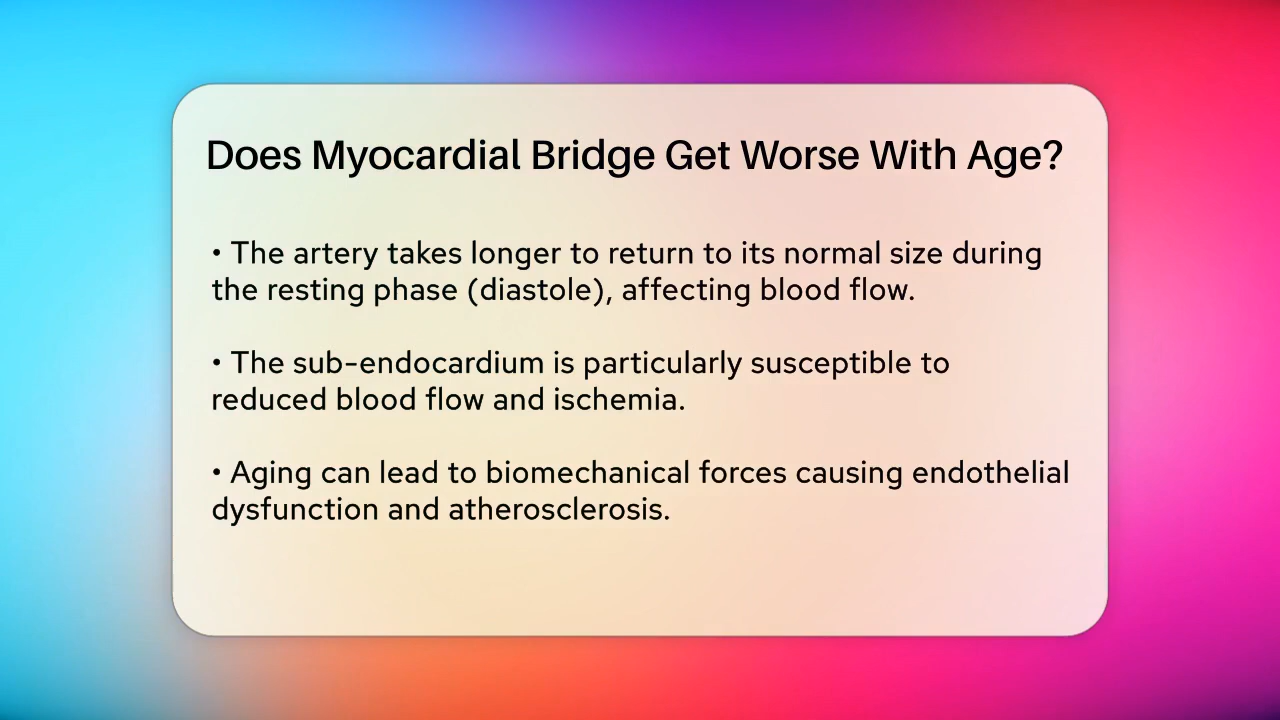 Does Myocardial Bridge Get Worse With Age?
• The artery takes longer to return to its normal size during
the resting phase (diastole), affecting blood flow.
• The sub-endocardium is particularly susceptible to
reduced blood flow and ischemia.
• Aging can lead to biomechanical forces causing endothelial
dysfunction and atherosclerosis.